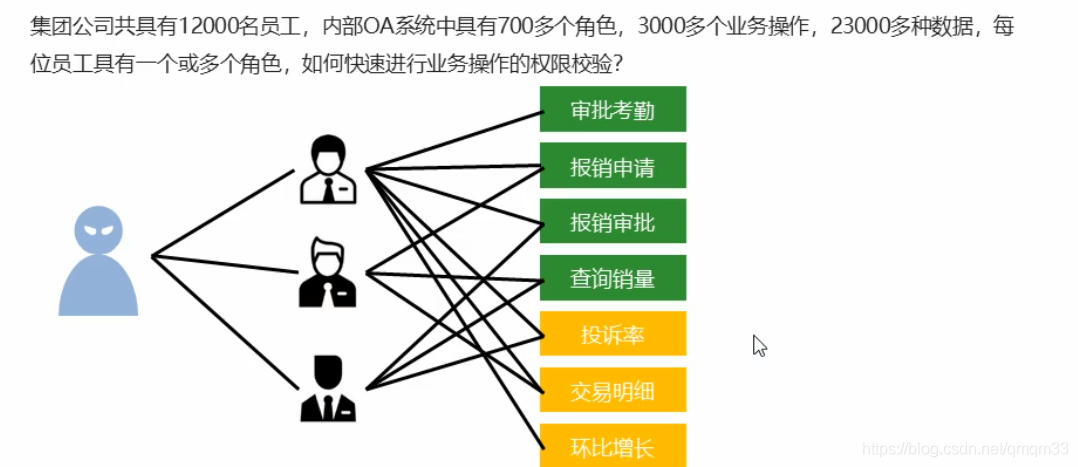 集团公司共具有12000名员工，内部OA系统中具有700多个角色，3000多个业务操作，23000多种数据，每
位员工具有一个或多个角色，如何快速进行业务操作的权限校验？
审批考勤
报销申请
报销审批
查询销量
投诉率
交易明细
环比增长
https://blog.csdn.net/qmqm33